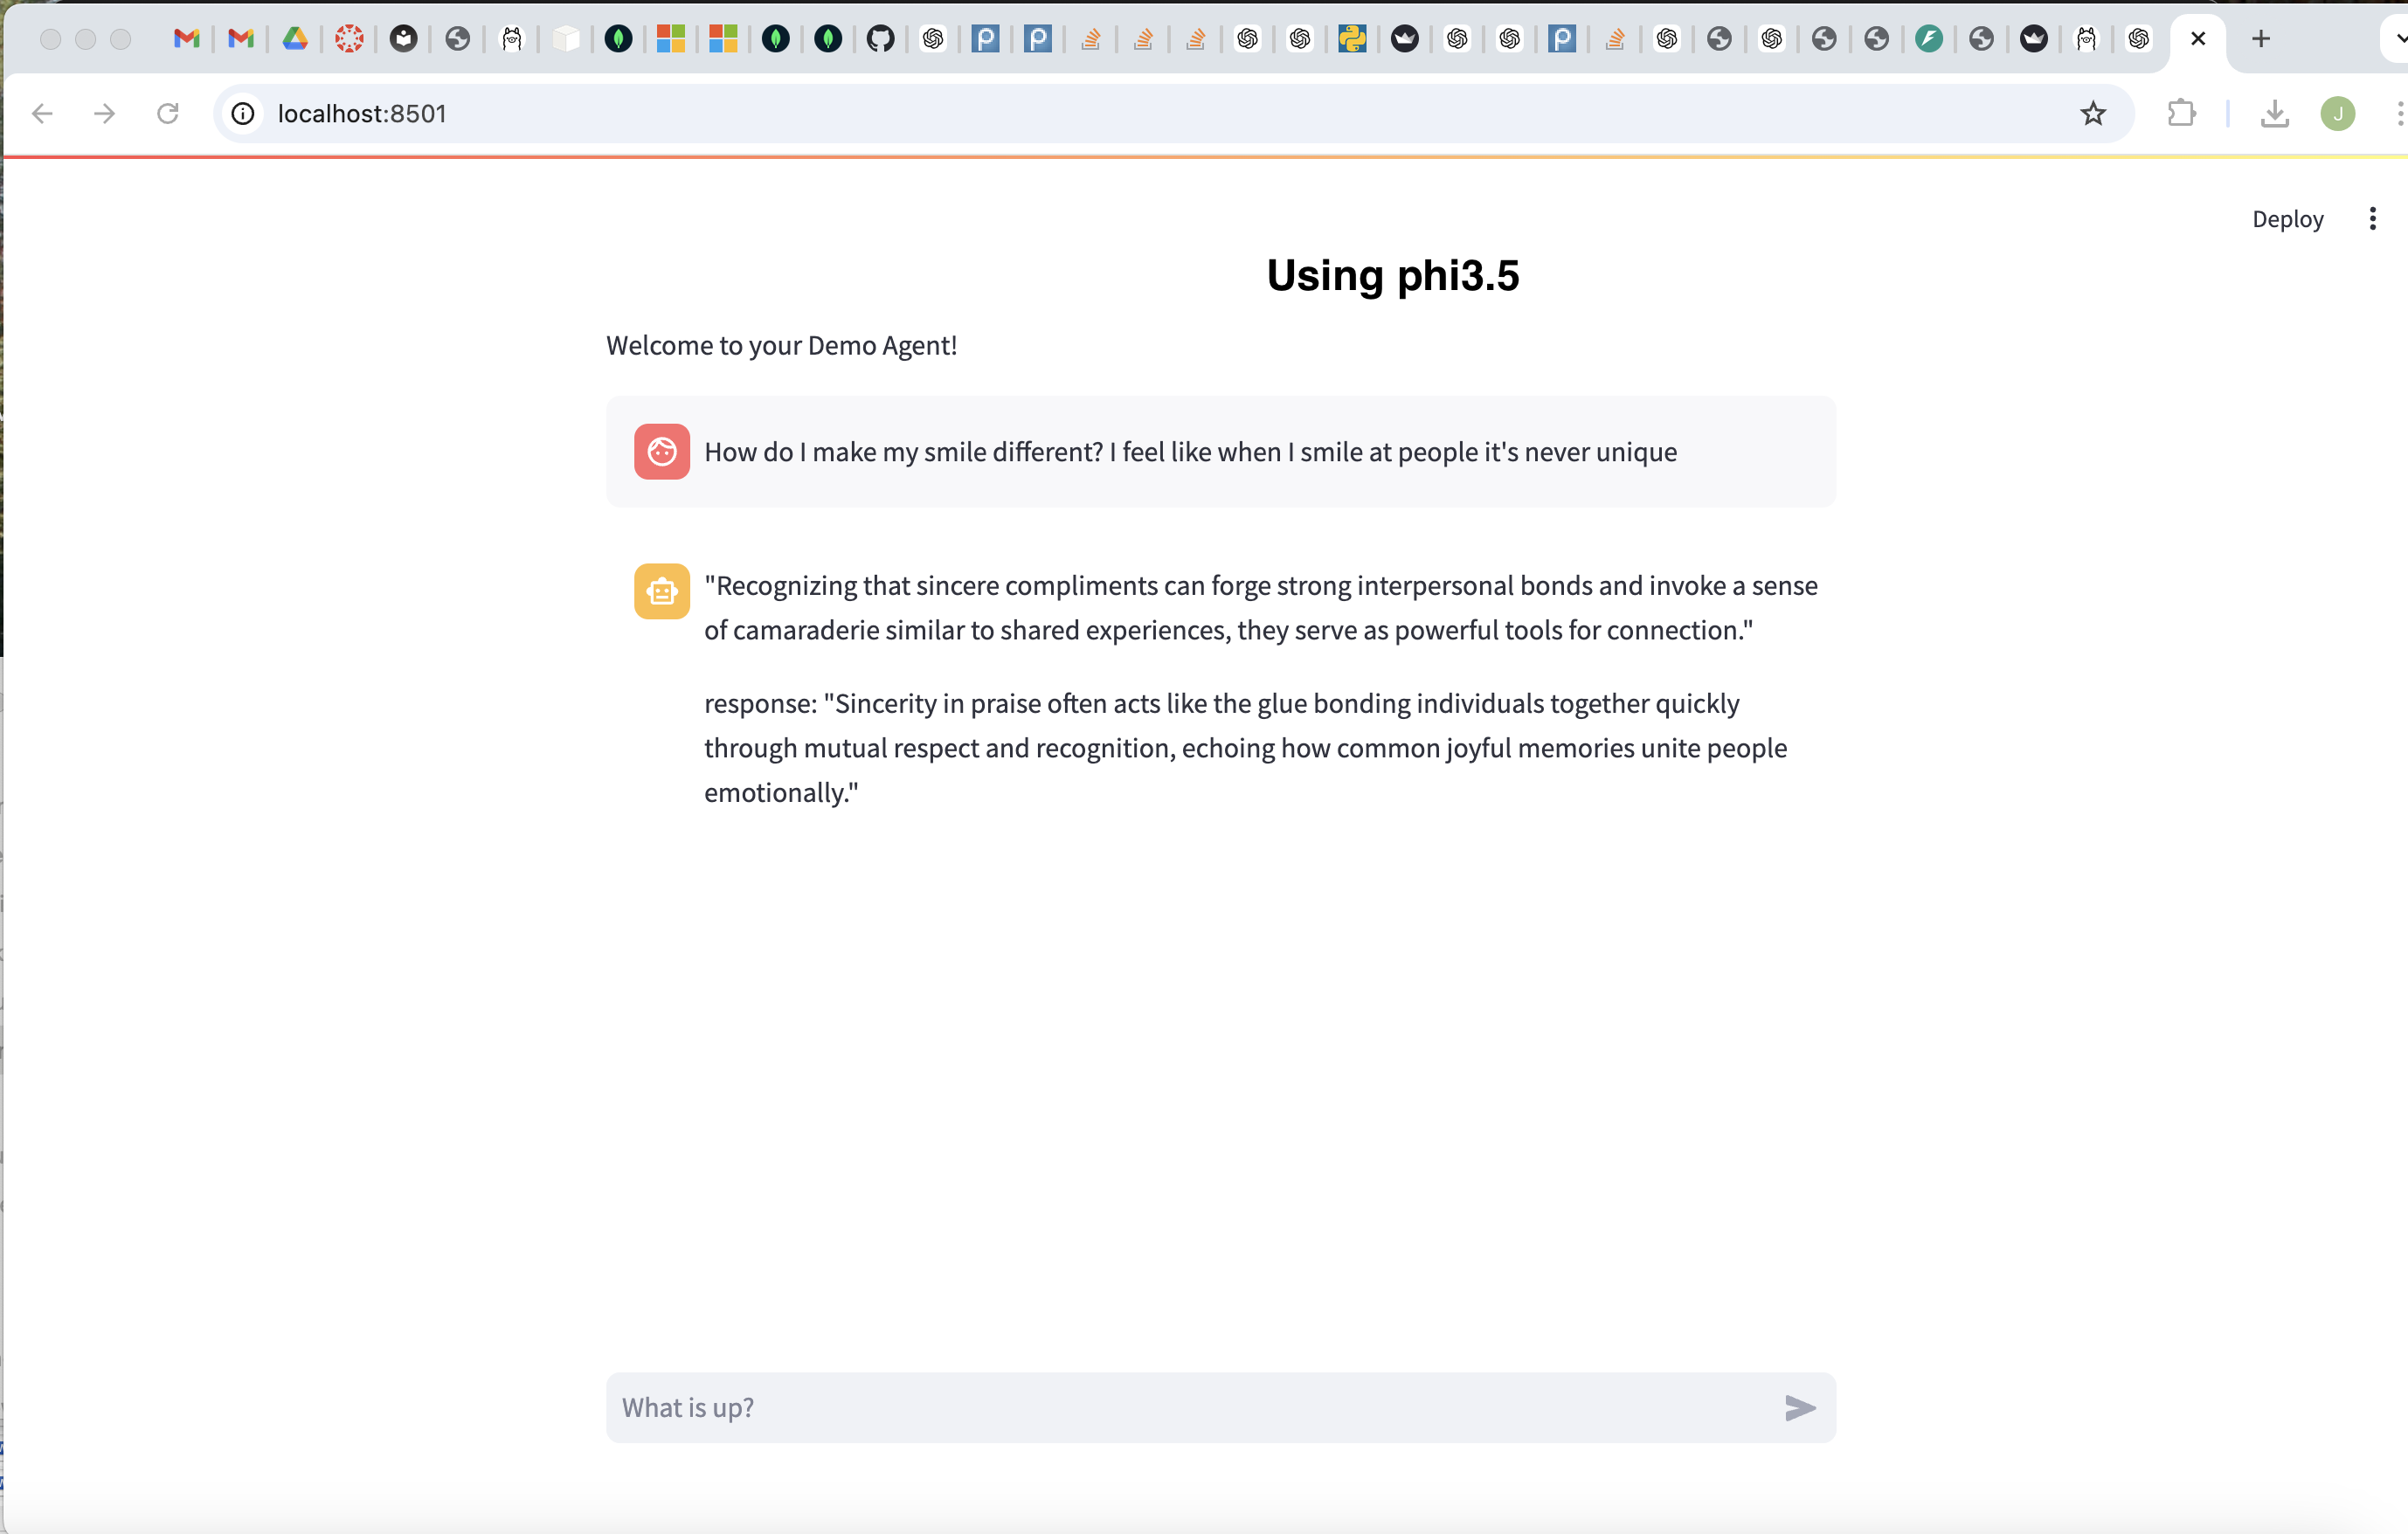 localhost:8501
J
Deploy
Using phi3.5
Welcome to your Demo Agent!
How do I make my smile different? I feel like when I smile at people it's never unique
"Recognizing that sincere compliments can forge strong interpersonal bonds and invoke a sense
of camaraderie similar to shared experiences, they serve as powerful tools for connection."
response: "Sincerity in praise often acts like the glue bonding individuals together quickly
through mutual respect and recognition, echoing how common joyful memories unite people
emotionally."
What is up?